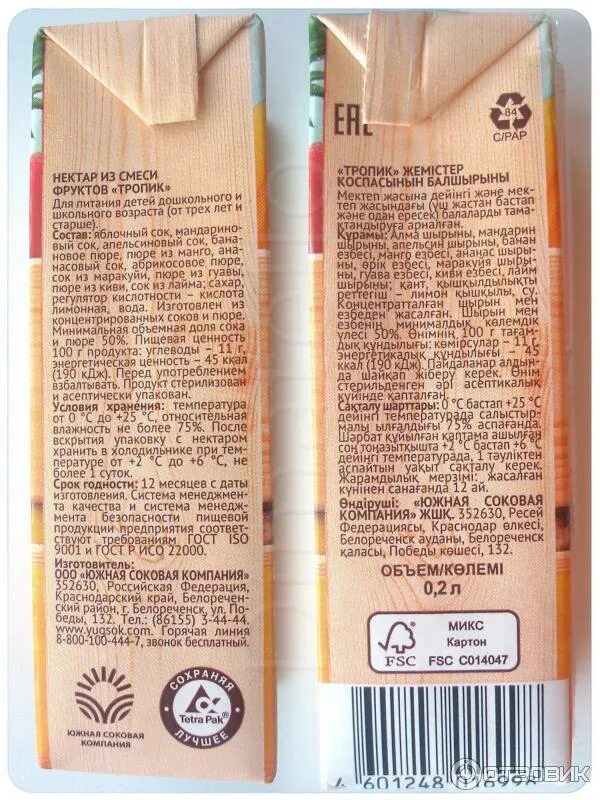 НЕКТАР ИЗ СМЕСИ
ФРУКТОВ «ТРОПИК»
Для питания детей дошкольного и
школьного возраста (от трех лет и
старше).
Состав: яблочный сок, мандарино-
вый сок, апельсиновый сок, ба-
нановое пюре, пюре из манго, ана-
насовый сок, абрикосовое пюре,
сок из маракуйи, пюре из гуавы,
пюре из киви, сок из лайма; сахар,
регулятор кислотности – кислота
лимонная, вода. Изготовлен из
концентрированных соков и пюре.
Минимальная объемная доля сока
и пюре 50%. Пищевая ценность
100 г продукта: углеводы – 11 г,
энергетическая ценность – 45 ккал
(190 кДж). Перед употреблением
взбалтывать. Продукт стерилизован
и асептически упакован.
Условия хранения: температура
от 0 °С до +25 °С, относительная
влажность не более 75%. После
вскрытия упаковку с нектаром
хранить в холодильнике при тем-
пературе от +2 °С до +6 °С, не
более 1 суток.
Срок годности: 12 месяцев с даты
изготовления. Система менеджмен-
та качества и система менедж-
мента безопасности пищевой
продукции предприятия соответ-
ствуют требованиям ГОСТ ISO
9001 и ГОСТ Р ИСО 22000.
Изготовитель:
ООО «ЮЖНАЯ СОКОВАЯ КОМПАНИЯ»
352630, Российская Федерация,
Краснодарский край, Белоречен-
ский район, г. Белореченск, ул. По-
беды, 132. Тел.: (86155) 3-44-44.
www.yugsok.com. Горячая линия
8-800-100-444-7, звонок бесплатный.
ЮЖНАЯ СОКОВАЯ
КОМПАНИЯ
СОХРАНЯЯ
Tetra Pak
ЛУЧШЕЕ
EAC
84
C/PAP
«ТРОПИК» ЖЕМІСТЕР
ҚОСПАСЫНЫҢ БАЛШЫРЫНЫ
Мектеп жасына дейінгі және мек-
теп жасындағы (үш жастан бастап
және одан ересек) балаларды тама-
қтандыруға арналған.
Құрамы: Алма шырыны, мандарин
шырыны, апельсин шырыны, банан
езбесі, манго езбесі, ананас шыры-
ны, өрік езбесі, маракуйя шыры-
ны, гуава езбесі, киви езбесі, лайм
шырыны; қант, қышқылдылықты
реттегіш – лимон қышқылы, су.
Концентратталған шырын мен
езбеден жасалған. Шырын мен
езбенің минималдық көлемдік
үлесі 50%. Өнімнің 100 г тағам-
дық құндылығы: көмірсулар – 11 г,
энергетикалық құндылығы – 45
ккал (190 кДж). Пайдаланар алдын-
да шайқап жіберу керек. Өнім
стерильденген әрі асептикалық
күйінде қапталған.
Сақтау шарттары: 0 °С бастап +25 °С
дейінгі температурада салыстыр-
малы ылғалдығы 75% аспағанда.
Шәрбат құйылған қаптама ашылған
соң тоңазытқышта +2 °С бастап +6 °С
дейінгі температурада, 1 тәуліктен
аспайтын уақыт сақталу керек.
Жарамдылық мерзімі: жасалған
күнінен санағанда 12 ай.
Өндіруші: «ЮЖНАЯ СОКОВАЯ
КОМПАНИЯ» ЖШҚ. 352630, Ресей
Федерациясы, Краснодар өлкесі,
Белореченск ауданы, Белореченск
қаласы, Победы көшесі, 132.
ОБЪЕМ/КӨЛЕМІ
0,2 л
FSC
МИКС
Картон
FSC C014047
4 601248
ОТЗОВИК